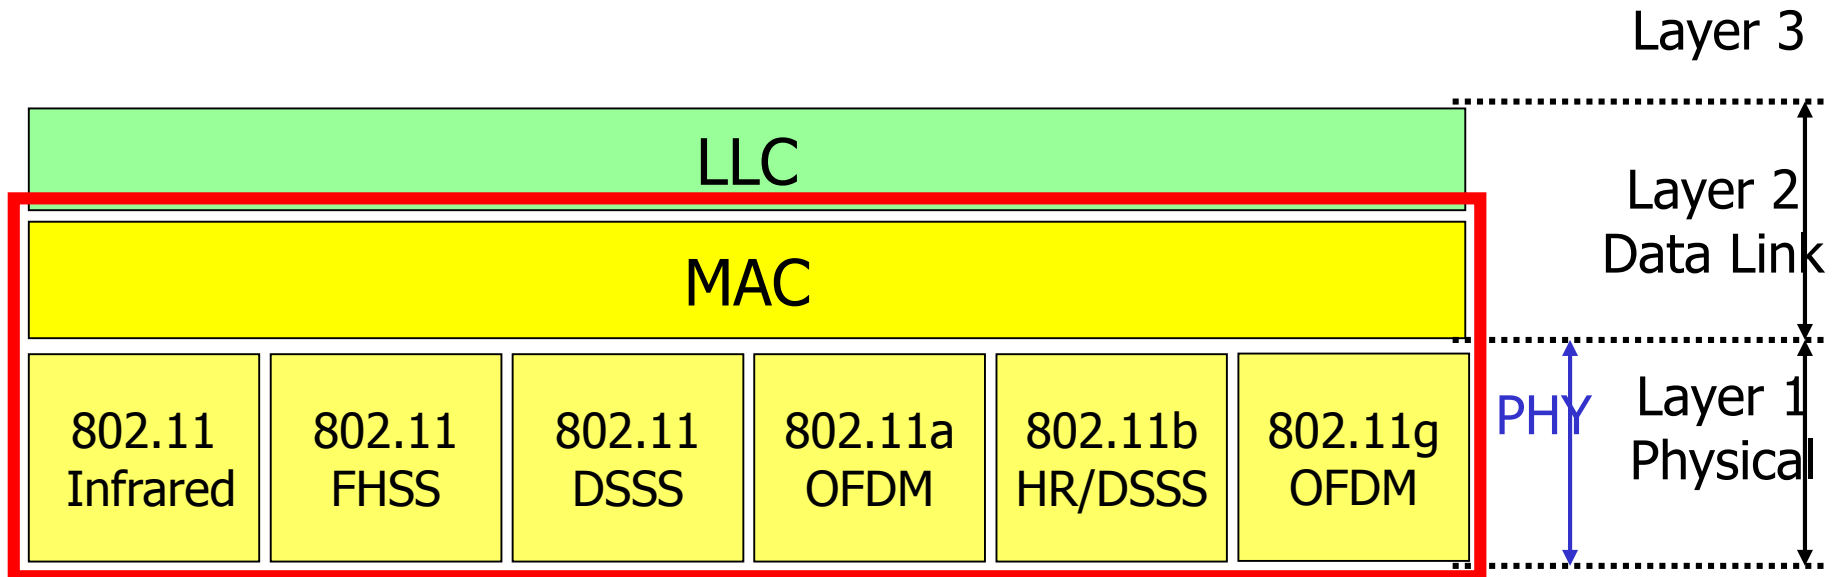 Layer 3
LLC
Layer 2
Data Link
MAC
802.11
Infrared
802.11
FHSS
802.11
DSSS
802.11a
OFDM
802.11b
HR/DSSS
802.11g
OFDM
PHY
Layer 1
Physical